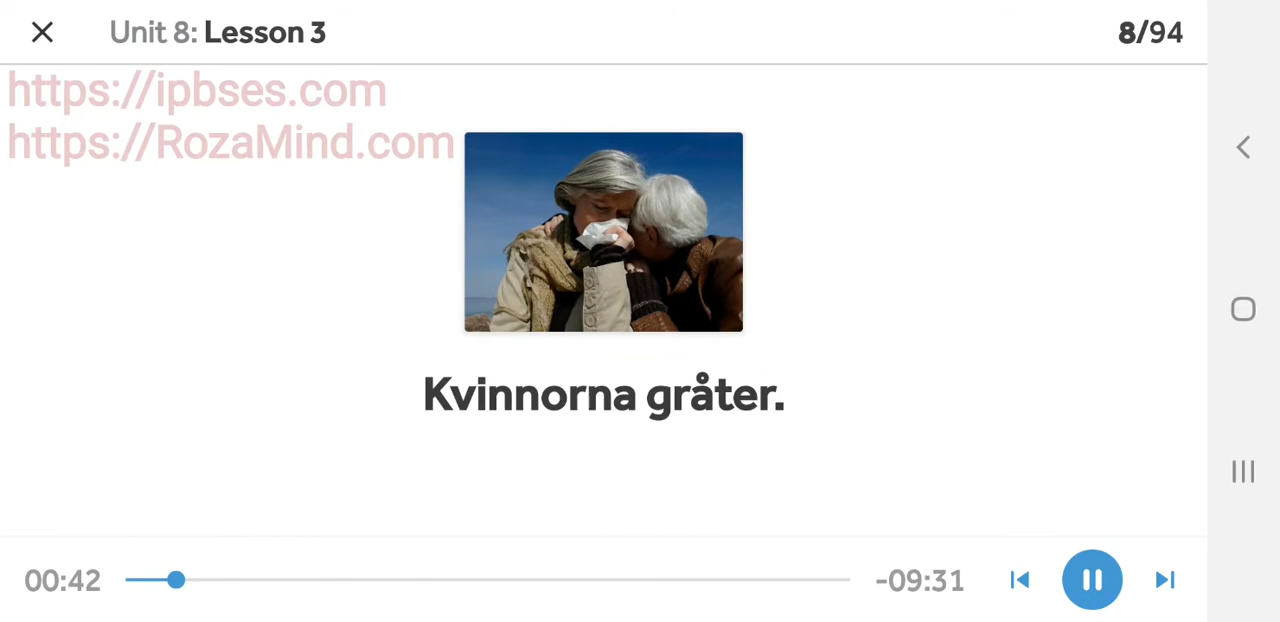 Unit 8: Lesson 3
8/94
https://ipbses.com
https://RozaMind.com
Kvinnorna gråter.
00:42
-09:31